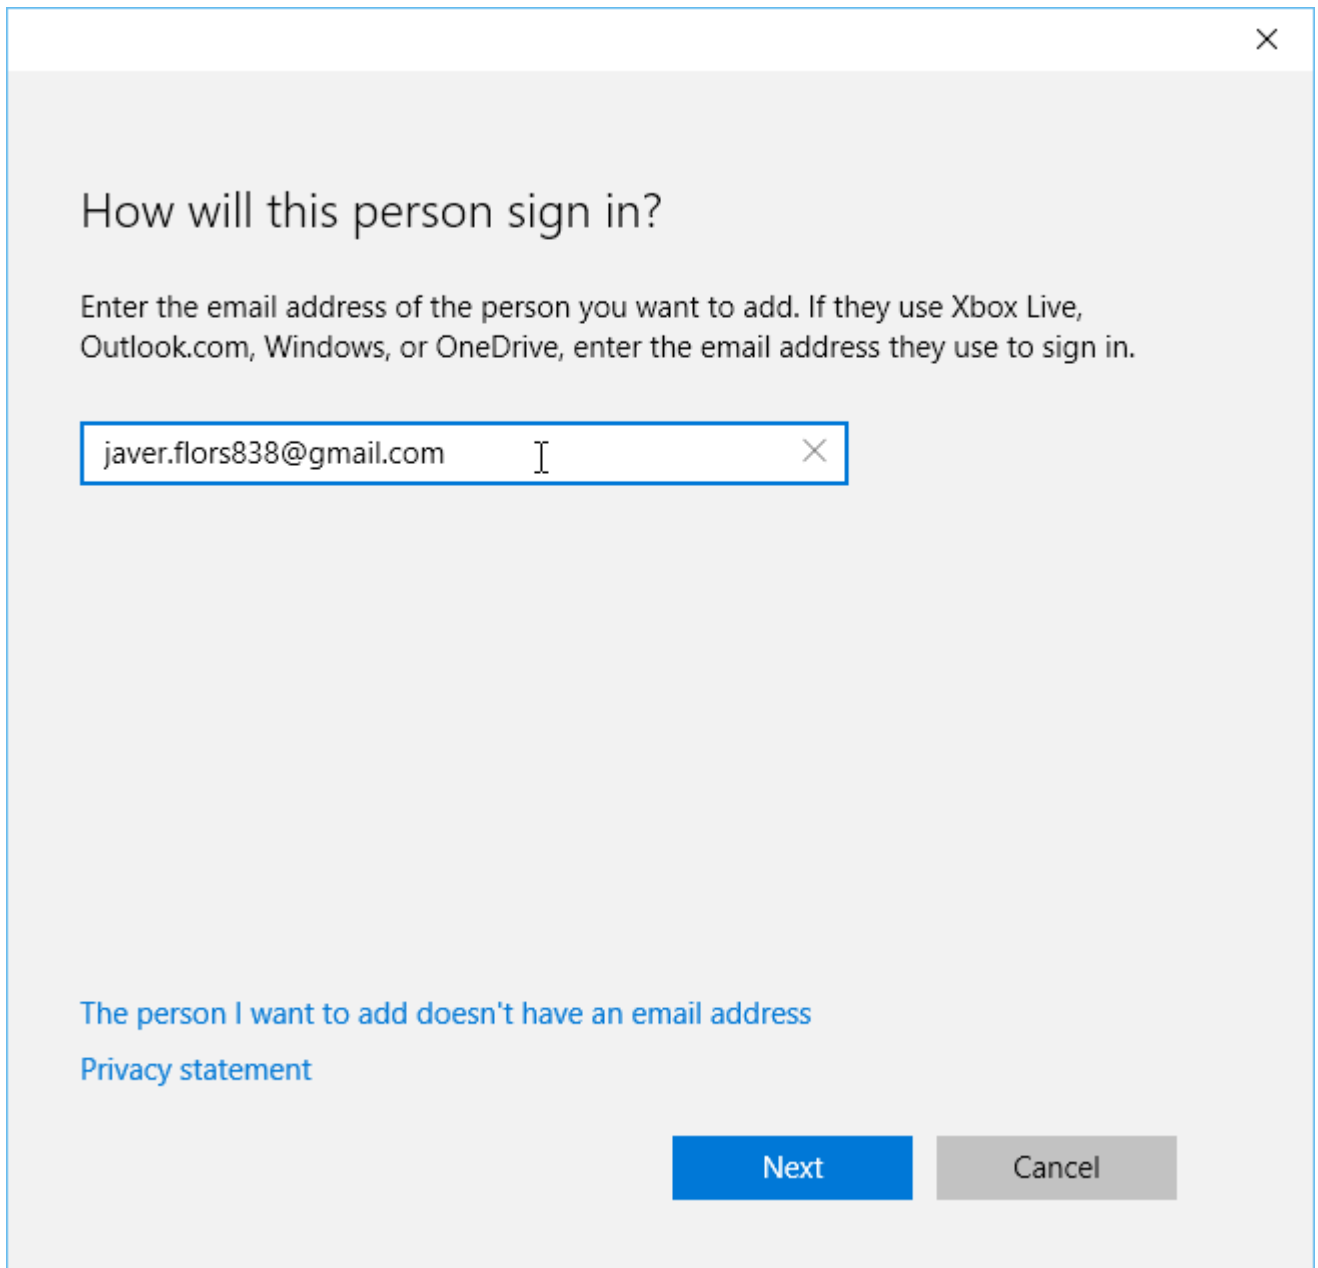 How will this person sign in?
Enter the email address of the person you want to add. If they use Xbox Live,
Outlook.com, Windows, or OneDrive, enter the email address they use to sign in.
javer.flors838@gmail.com
The person I want to add doesn't have an email address
Privacy statement
Next
Cancel